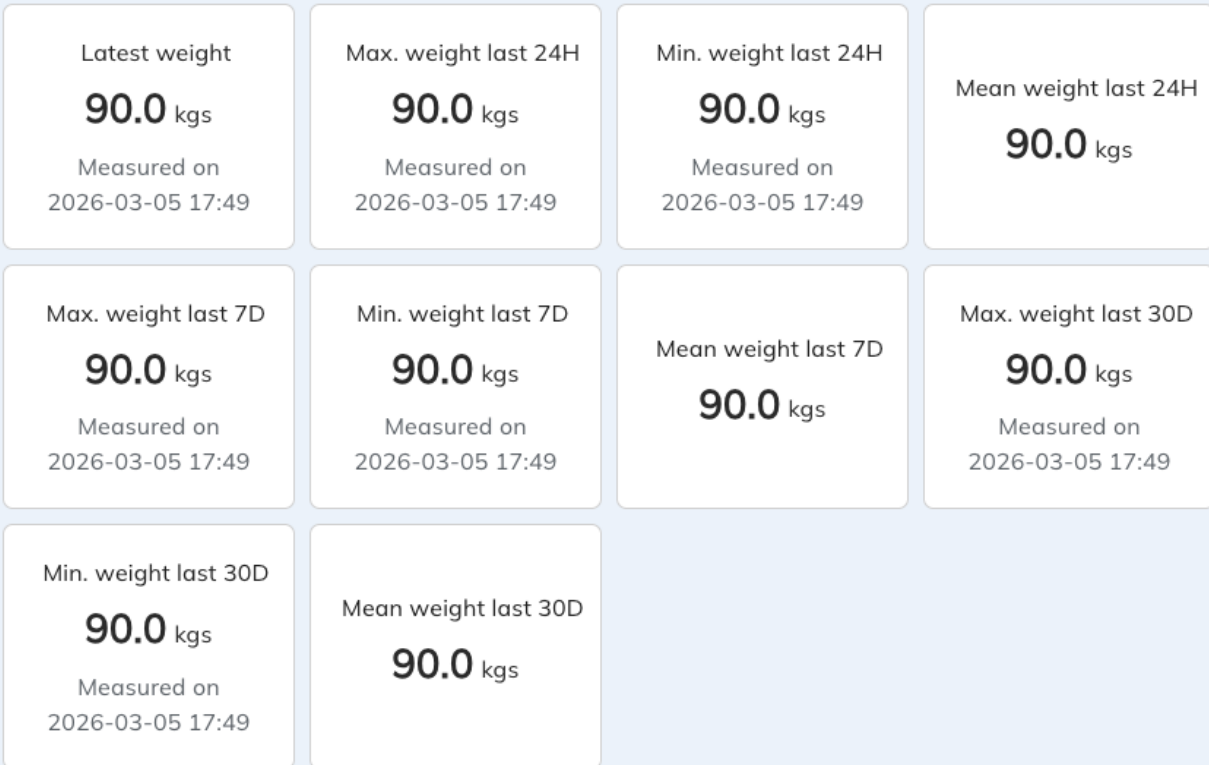 Latest weight
90.0 kgs
Measured on
2026-03-05 17:49
Max. weight last 24H
90.0 kgs
Measured on
2026-03-05 17:49
Min. weight last 24H
90.0 kgs
Measured on
2026-03-05 17:49
Mean weight last 24H
90.0 kgs
Max. weight last 7D
90.0 kgs
Measured on
2026-03-05 17:49
Min. weight last 7D
90.0 kgs
Measured on
2026-03-05 17:49
Mean weight last 7D
90.0 kgs
Max. weight last 30D
90.0 kgs
Measured on
2026-03-05 17:49
Min. weight last 30D
90.0 kgs
Measured on
2026-03-05 17:49
Mean weight last 30D
90.0 kgs